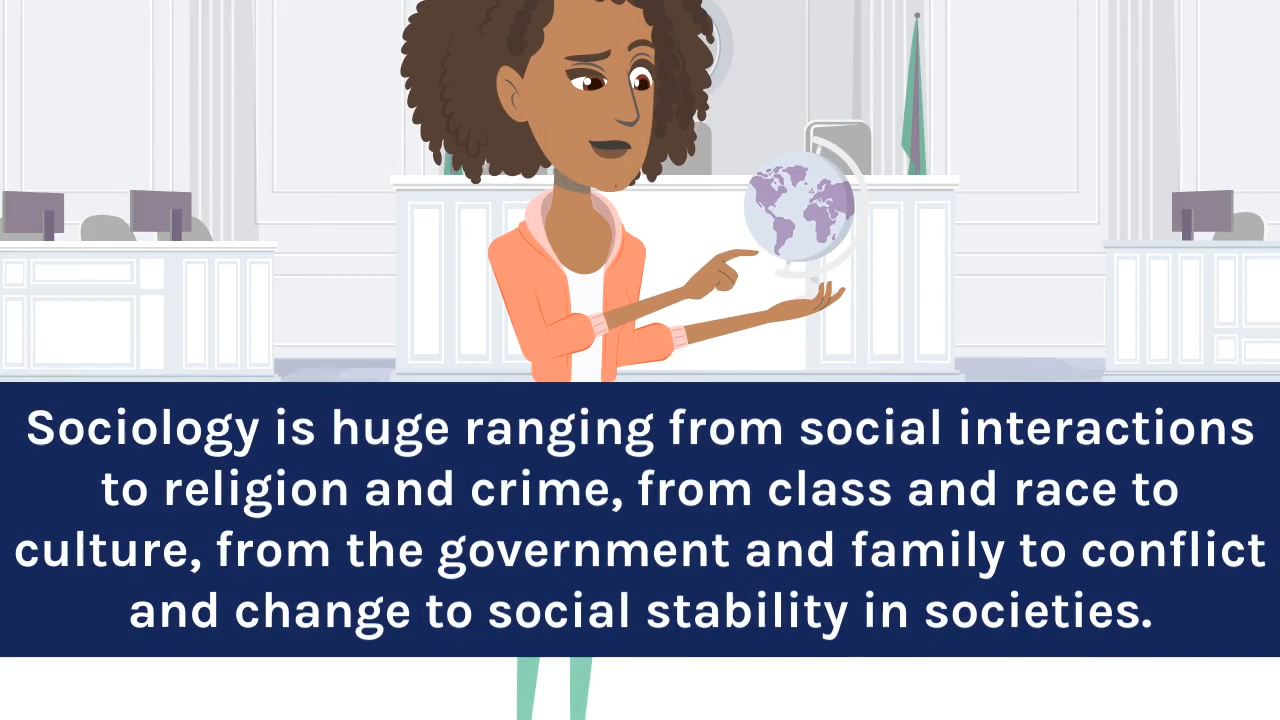 Sociology is huge ranging from social interactions
to religion and crime, from class and race to
culture, from the government and family to conflict
and change to social stability in societies.